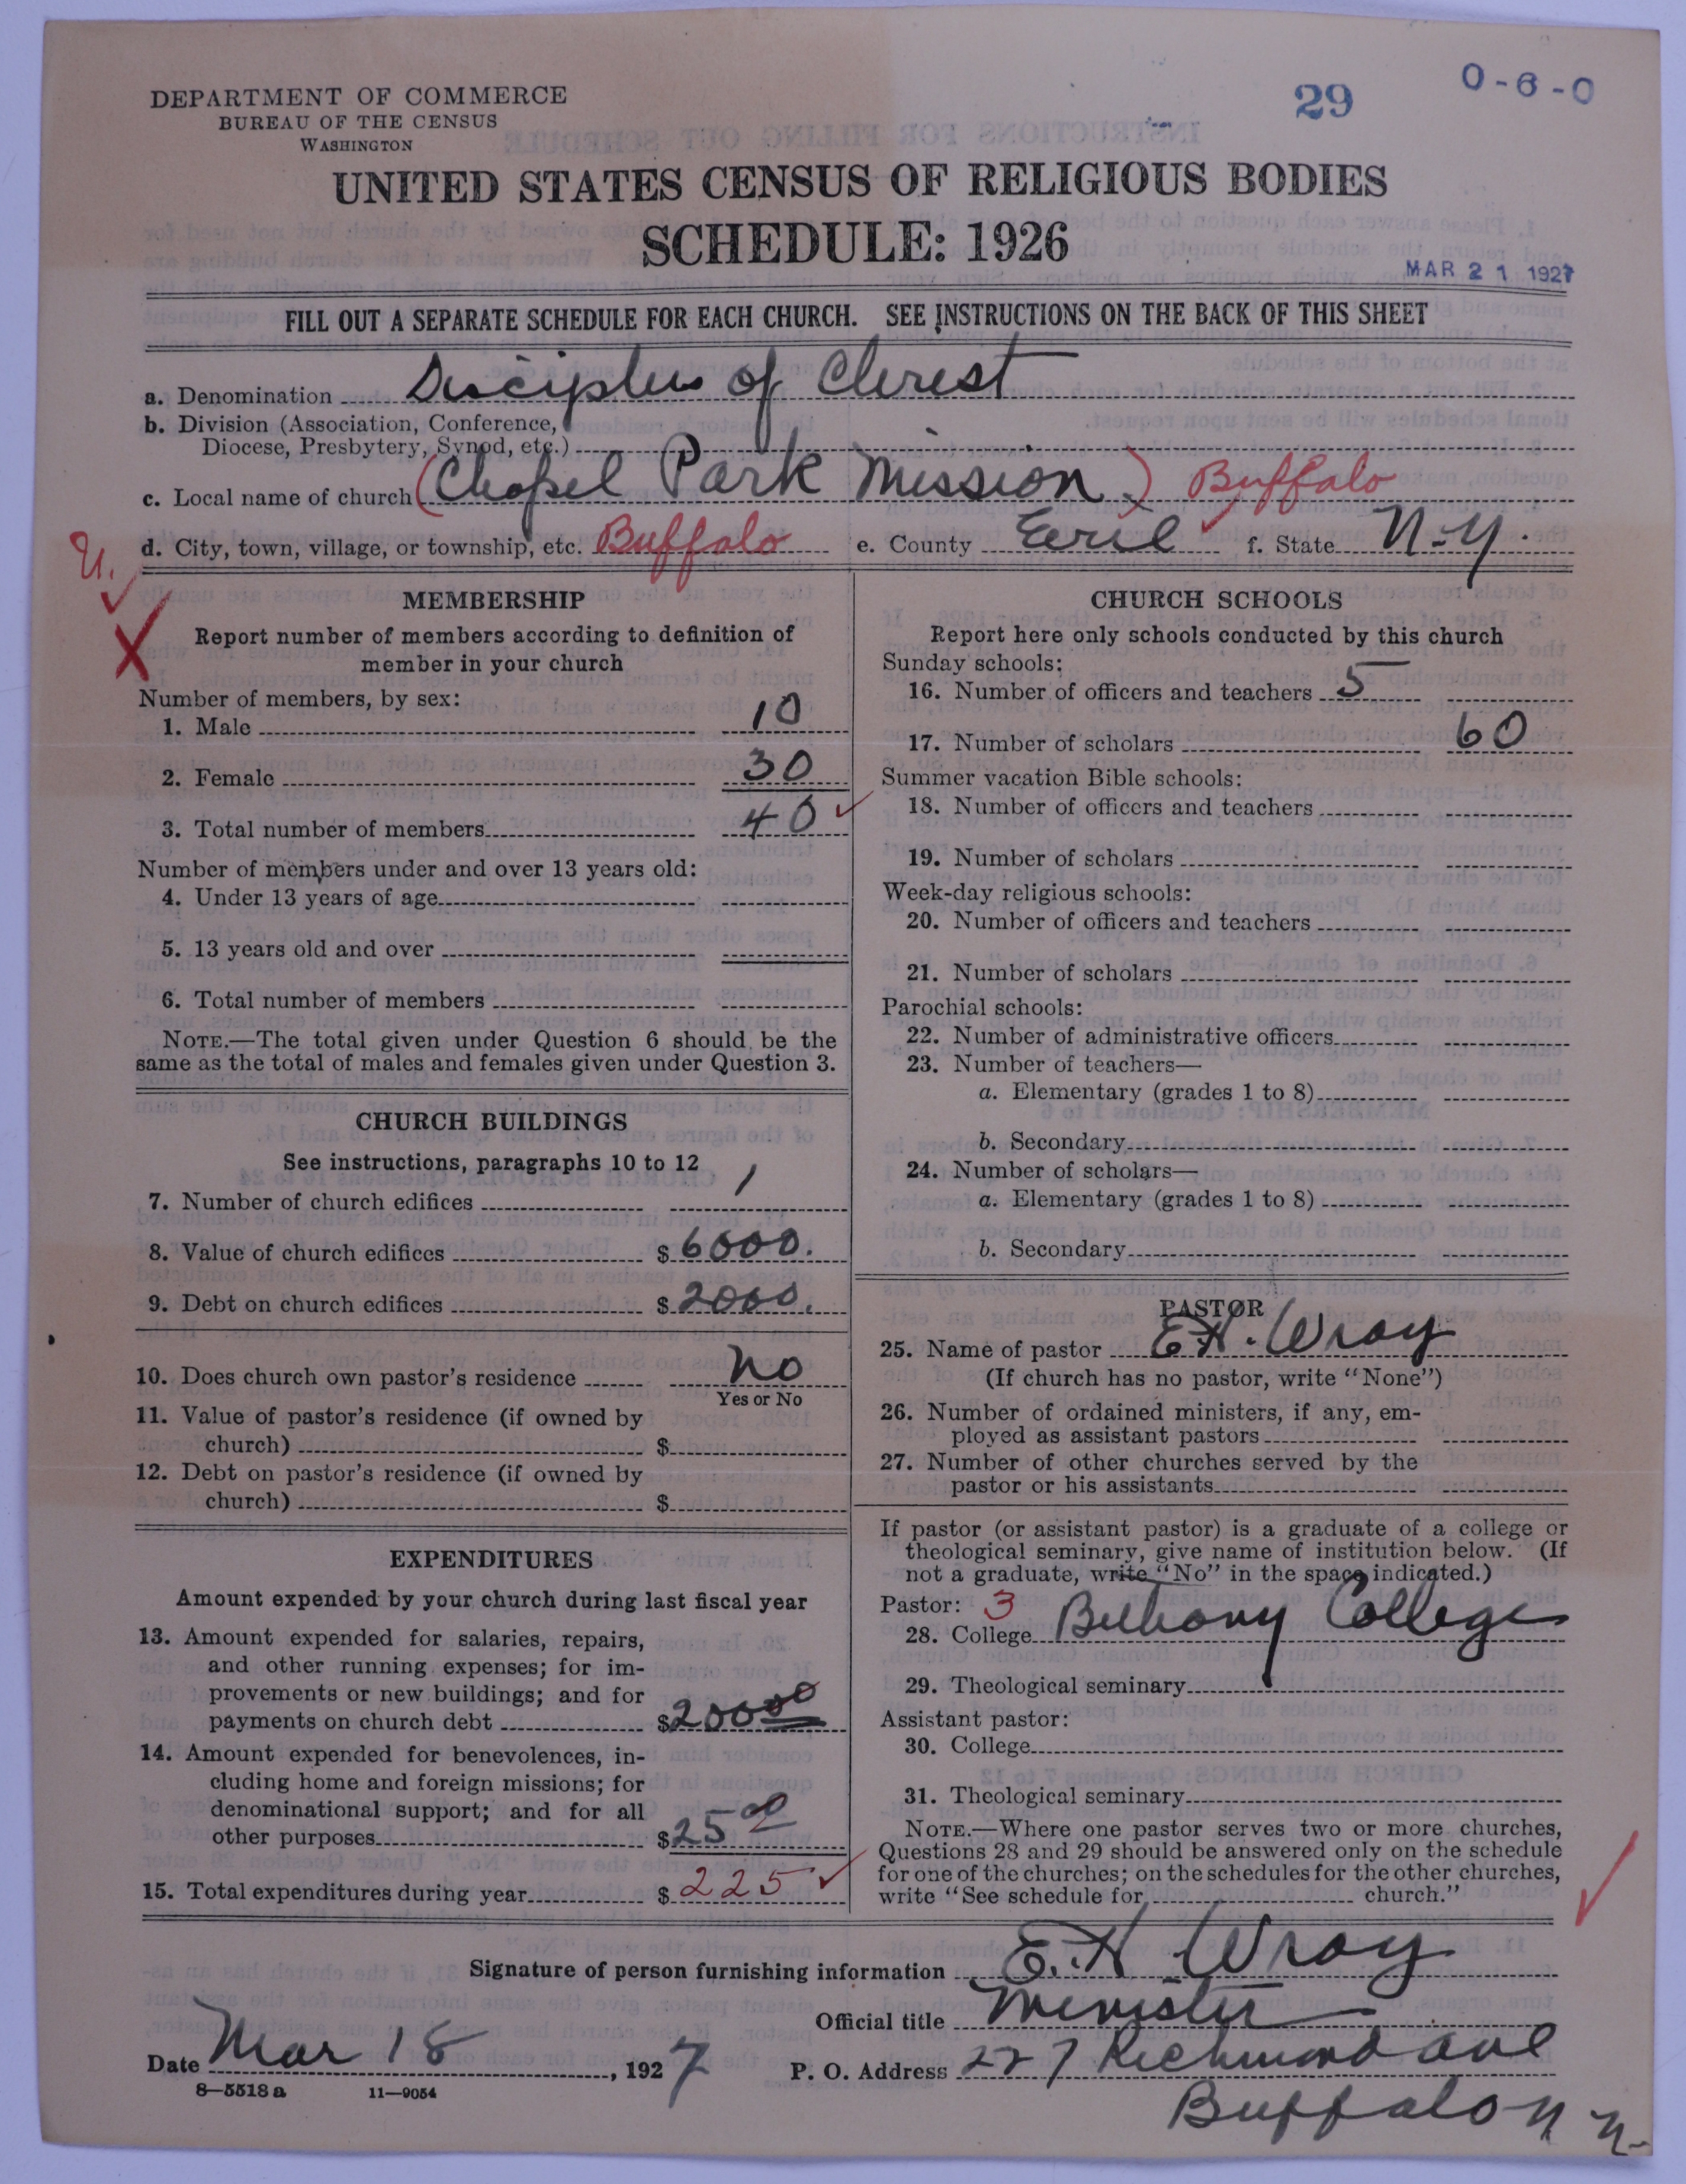 DEPARTMENT OF COMMERCE
BUREAU OF THE CENSUS
WASHINGTON
29
0-6-0
UNITED STATES CENSUS OF RELIGIOUS BODIES
SCHEDULE: 1926
MAR 21 1927
FILL OUT A SEPARATE SCHEDULE FOR EACH CHURCH. SEE INSTRUCTIONS ON THE BACK OF THIS SHEET
a. Denomination Disciples of Christ
b. Division (Association, Conference,
Diocese, Presbytery, Synod, etc.)
c. Local name of church (Chapel Park Mission) Buffalo
d. City, town, village, or township, etc. Buffalo e. County Erie f. State N.Y.
MEMBERSHIP
Report number of members according to definition of
member in your church
Number of members, by sex:
1. Male 10
2. Female 30
3. Total number of members 40
Number of members under and over 13 years old:
4. Under 13 years of age
5. 13 years old and over
6. Total number of members
NOTE.—The total given under Question 6 should be the
same as the total of males and females given under Question 3.
CHURCH BUILDINGS
See instructions, paragraphs 10 to 12
7. Number of church edifices 1
8. Value of church edifices $ 6000.
9. Debt on church edifices $ 2000.
10. Does church own pastor's residence No
Yes or No
11. Value of pastor's residence (if owned by
church) $
12. Debt on pastor's residence (if owned by
church) $
EXPENDITURES
Amount expended by your church during last fiscal year
13. Amount expended for salaries, repairs,
and other running expenses; for im-
provements or new buildings; and for
payments on church debt $200 00
14. Amount expended for benevolences, in-
cluding home and foreign missions; for
denominational support; and for all
other purposes $25 00
15. Total expenditures during year $ 225
CHURCH SCHOOLS
Report here only schools conducted by this church
Sunday schools:
16. Number of officers and teachers 5
17. Number of scholars 60
Summer vacation Bible schools:
18. Number of officers and teachers
19. Number of scholars
Week-day religious schools:
20. Number of officers and teachers
21. Number of scholars
Parochial schools:
22. Number of administrative officers
23. Number of teachers—
a. Elementary (grades 1 to 8)
b. Secondary
24. Number of scholars—
a. Elementary (grades 1 to 8)
b. Secondary
PASTOR
25. Name of pastor E.H. Wray
(If church has no pastor, write "None")
26. Number of ordained ministers, if any, em-
ployed as assistant pastors
27. Number of other churches served by the
pastor or his assistants
If pastor (or assistant pastor) is a graduate of a college or
theological seminary, give name of institution below. (If
not a graduate, write "No" in the space indicated.)
Pastor: 3
28. College Bethany College
29. Theological seminary
Assistant pastor:
30. College
31. Theological seminary
NOTE.—Where one pastor serves two or more churches,
Questions 28 and 29 should be answered only on the schedule
for one of the churches; on the schedules for the other churches,
write "See schedule for church."
Signature of person furnishing information E.H. Wray
Official title Minister
Date Mar 18, 1927 P. O. Address 227 Richmond Ave
8—5518a 11—9054
Buffalo N.Y.